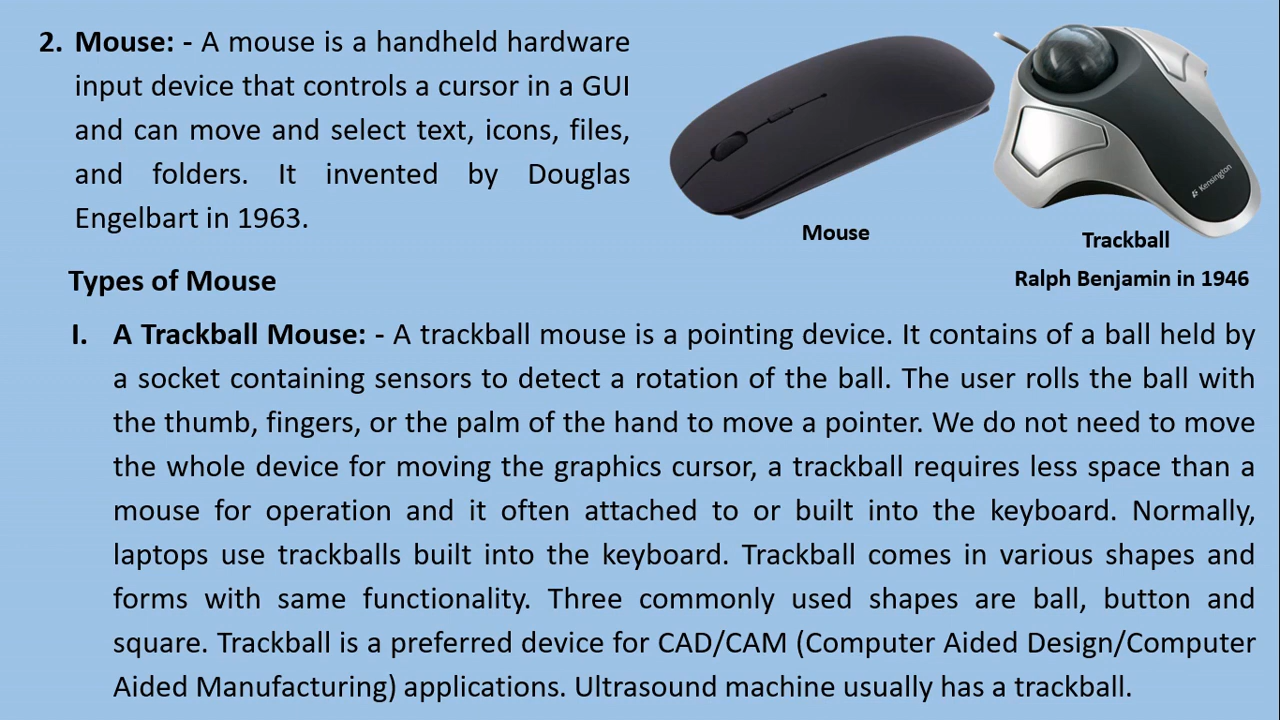 2. Mouse: - A mouse is a handheld hardware
input device that controls a cursor in a GUI
and can move and select text, icons, files,
and folders. It invented by Douglas
Engelbart in 1963.
Kensington
Mouse
Trackball
Ralph Benjamin in 1946
Types of Mouse
I. A Trackball Mouse: - A trackball mouse is a pointing device. It contains of a ball held by
a socket containing sensors to detect a rotation of the ball. The user rolls the ball with
the thumb, fingers, or the palm of the hand to move a pointer. We do not need to move
the whole device for moving the graphics cursor, a trackball requires less space than a
mouse for operation and it often attached to or built into the keyboard. Normally,
laptops use trackballs built into the keyboard. Trackball comes in various shapes and
forms with same functionality. Three commonly used shapes are ball, button and
square. Trackball is a preferred device for CAD/CAM (Computer Aided Design/Computer
Aided Manufacturing) applications. Ultrasound machine usually has a trackball.